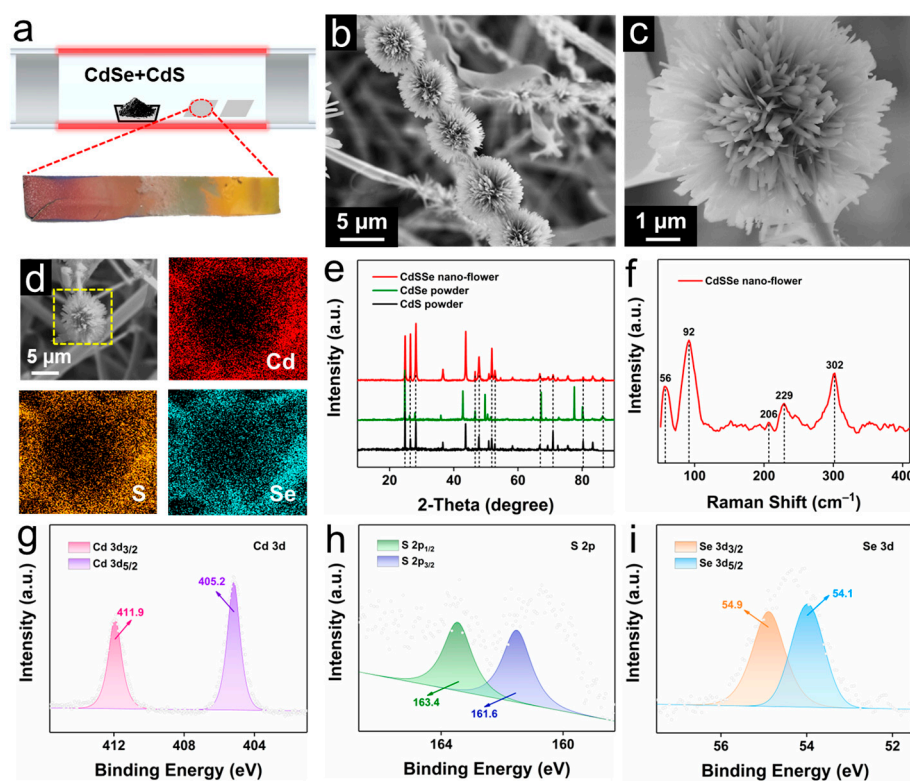 a
CdSe+CdS
b
5 μm
c
1 μm
d
5 μm
Cd
S
Se
e
CdSSe nano-flower
CdSe powder
CdS powder
Intensity (a.u.)
20 40 60 80
2-Theta (degree)
f
CdSSe nano-flower
56
92
206
229
302
Intensity (a.u.)
100 200 300 400
Raman Shift (cm⁻¹)
g
Cd 3d3/2
Cd 3d5/2
Cd 3d
411.9
405.2
Intensity (a.u.)
412 408 404
Binding Energy (eV)
h
S 2p1/2
S 2p3/2
S 2p
163.4
161.6
Intensity (a.u.)
164 160
Binding Energy (eV)
i
Se 3d3/2
Se 3d5/2
Se 3d
54.9
54.1
Intensity (a.u.)
56 54 52
Binding Energy (eV)